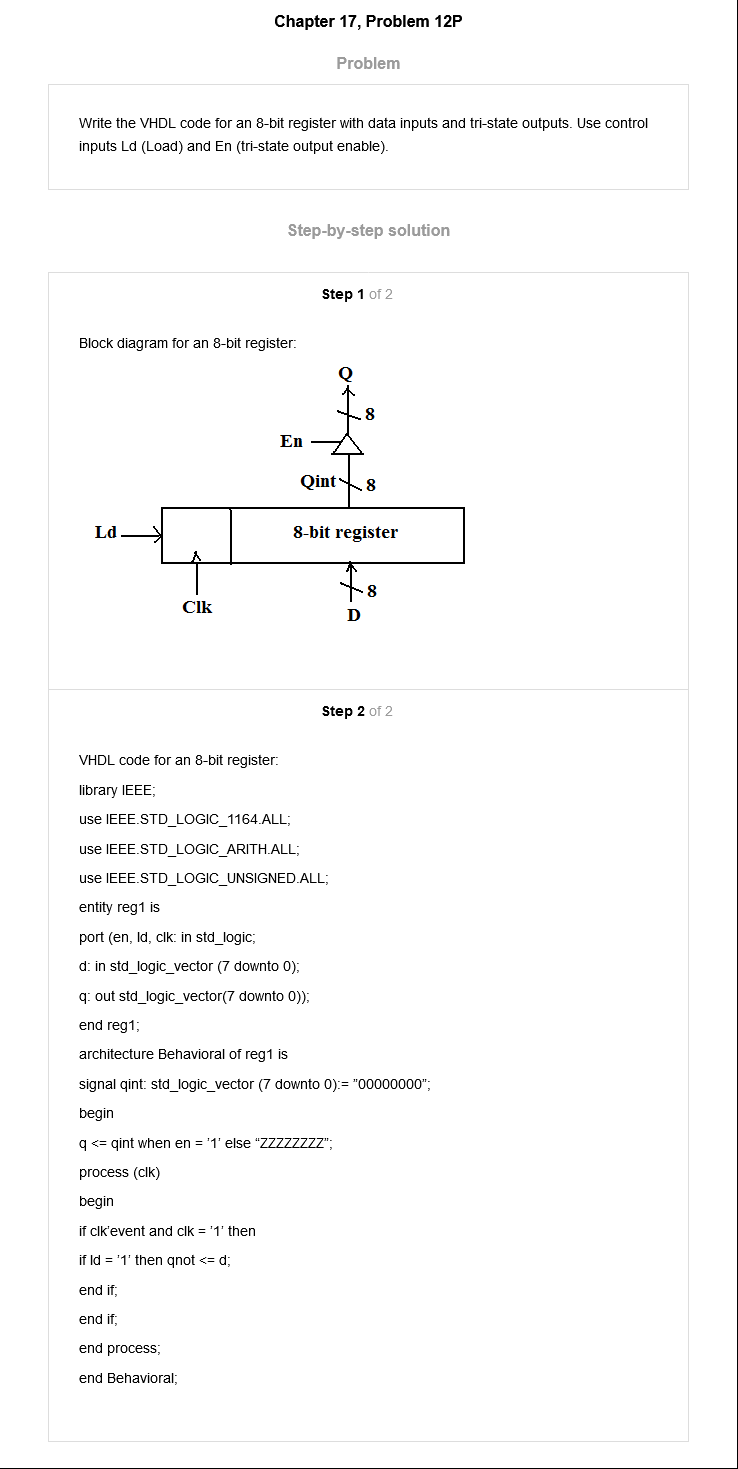 Chapter 17, Problem 12P
Problem
Write the VHDL code for an 8-bit register with data inputs and tri-state outputs. Use control
inputs Ld (Load) and En (tri-state output enable).
Step-by-step solution
Step 1 of 2
Block diagram for an 8-bit register:
Q
8
En
Qint
8
Ld
8-bit register
8
Clk
D
Step 2 of 2
VHDL code for an 8-bit register:
library IEEE;
use IEEE.STD_LOGIC_1164.ALL;
use IEEE.STD_LOGIC_ARITH.ALL;
use IEEE.STD_LOGIC_UNSIGNED.ALL;
entity reg1 is
port (en, ld, clk: in std_logic;
d: in std_logic_vector (7 downto 0);
q: out std_logic_vector(7 downto 0));
end reg1;
architecture Behavioral of reg1 is
signal qint: std_logic_vector (7 downto 0):= ”00000000”;
begin
q <= qint when en = ’1’ else “ZZZZZZZZ”;
process (clk)
begin
if clk’event and clk = ’1’ then
if ld = ’1’ then qnot <= d;
end if;
end if;
end process;
end Behavioral;